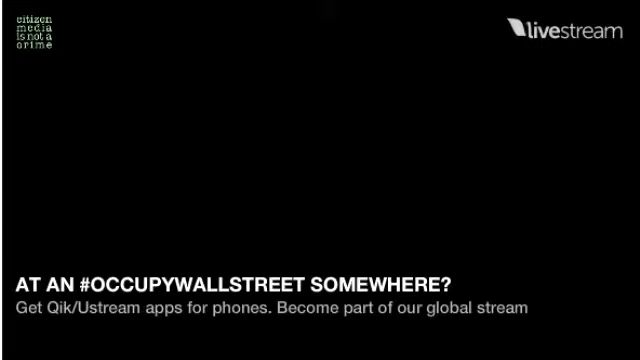 citizen
media
is not a
crime
livestream
AT AN #OCCUPYWALLSTREET SOMEWHERE?
Get Qik/Ustream apps for phones. Become part of our global stream